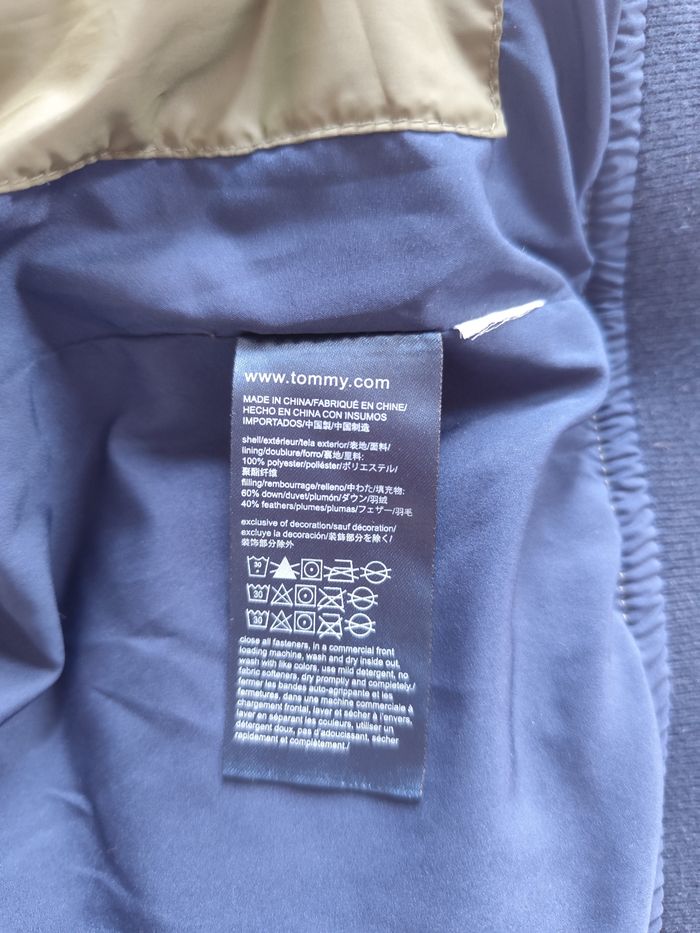 www.tommy.com
MADE IN CHINA/FABRIQUÉ EN CHINE/
HECHO EN CHINA CON INSUMOS
IMPORTADOS/中国製/中国制造
shell/extérieur/tela exterior/表地/面料/
lining/doublure/forro/裏地/里料:
100% polyester/poliéster/ポリエステル/
聚酯纤维
filling/rembourrage/relleno/中わた/填充物:
60% down/duvet/plumón/ダウン/羽绒
40% feathers/plumes/plumas/フェザー/羽毛
exclusive of decoration/sauf décoration/
excluye la decoración/装飾部分を除く/
装饰部分除外
30
30
30
close all fasteners, in a commercial front
loading machine, wash and dry inside out,
wash with like colors, use mild detergent, no
fabric softeners, dry promptly and completely./
fermer les bandes auto-agrippante et les
fermetures, dans une machine commerciale à
chargement frontal, laver et sécher à l'envers,
laver en séparant les couleurs, utiliser un
détergent doux, pas d'adoucissant, sécher
rapidement et complètement./